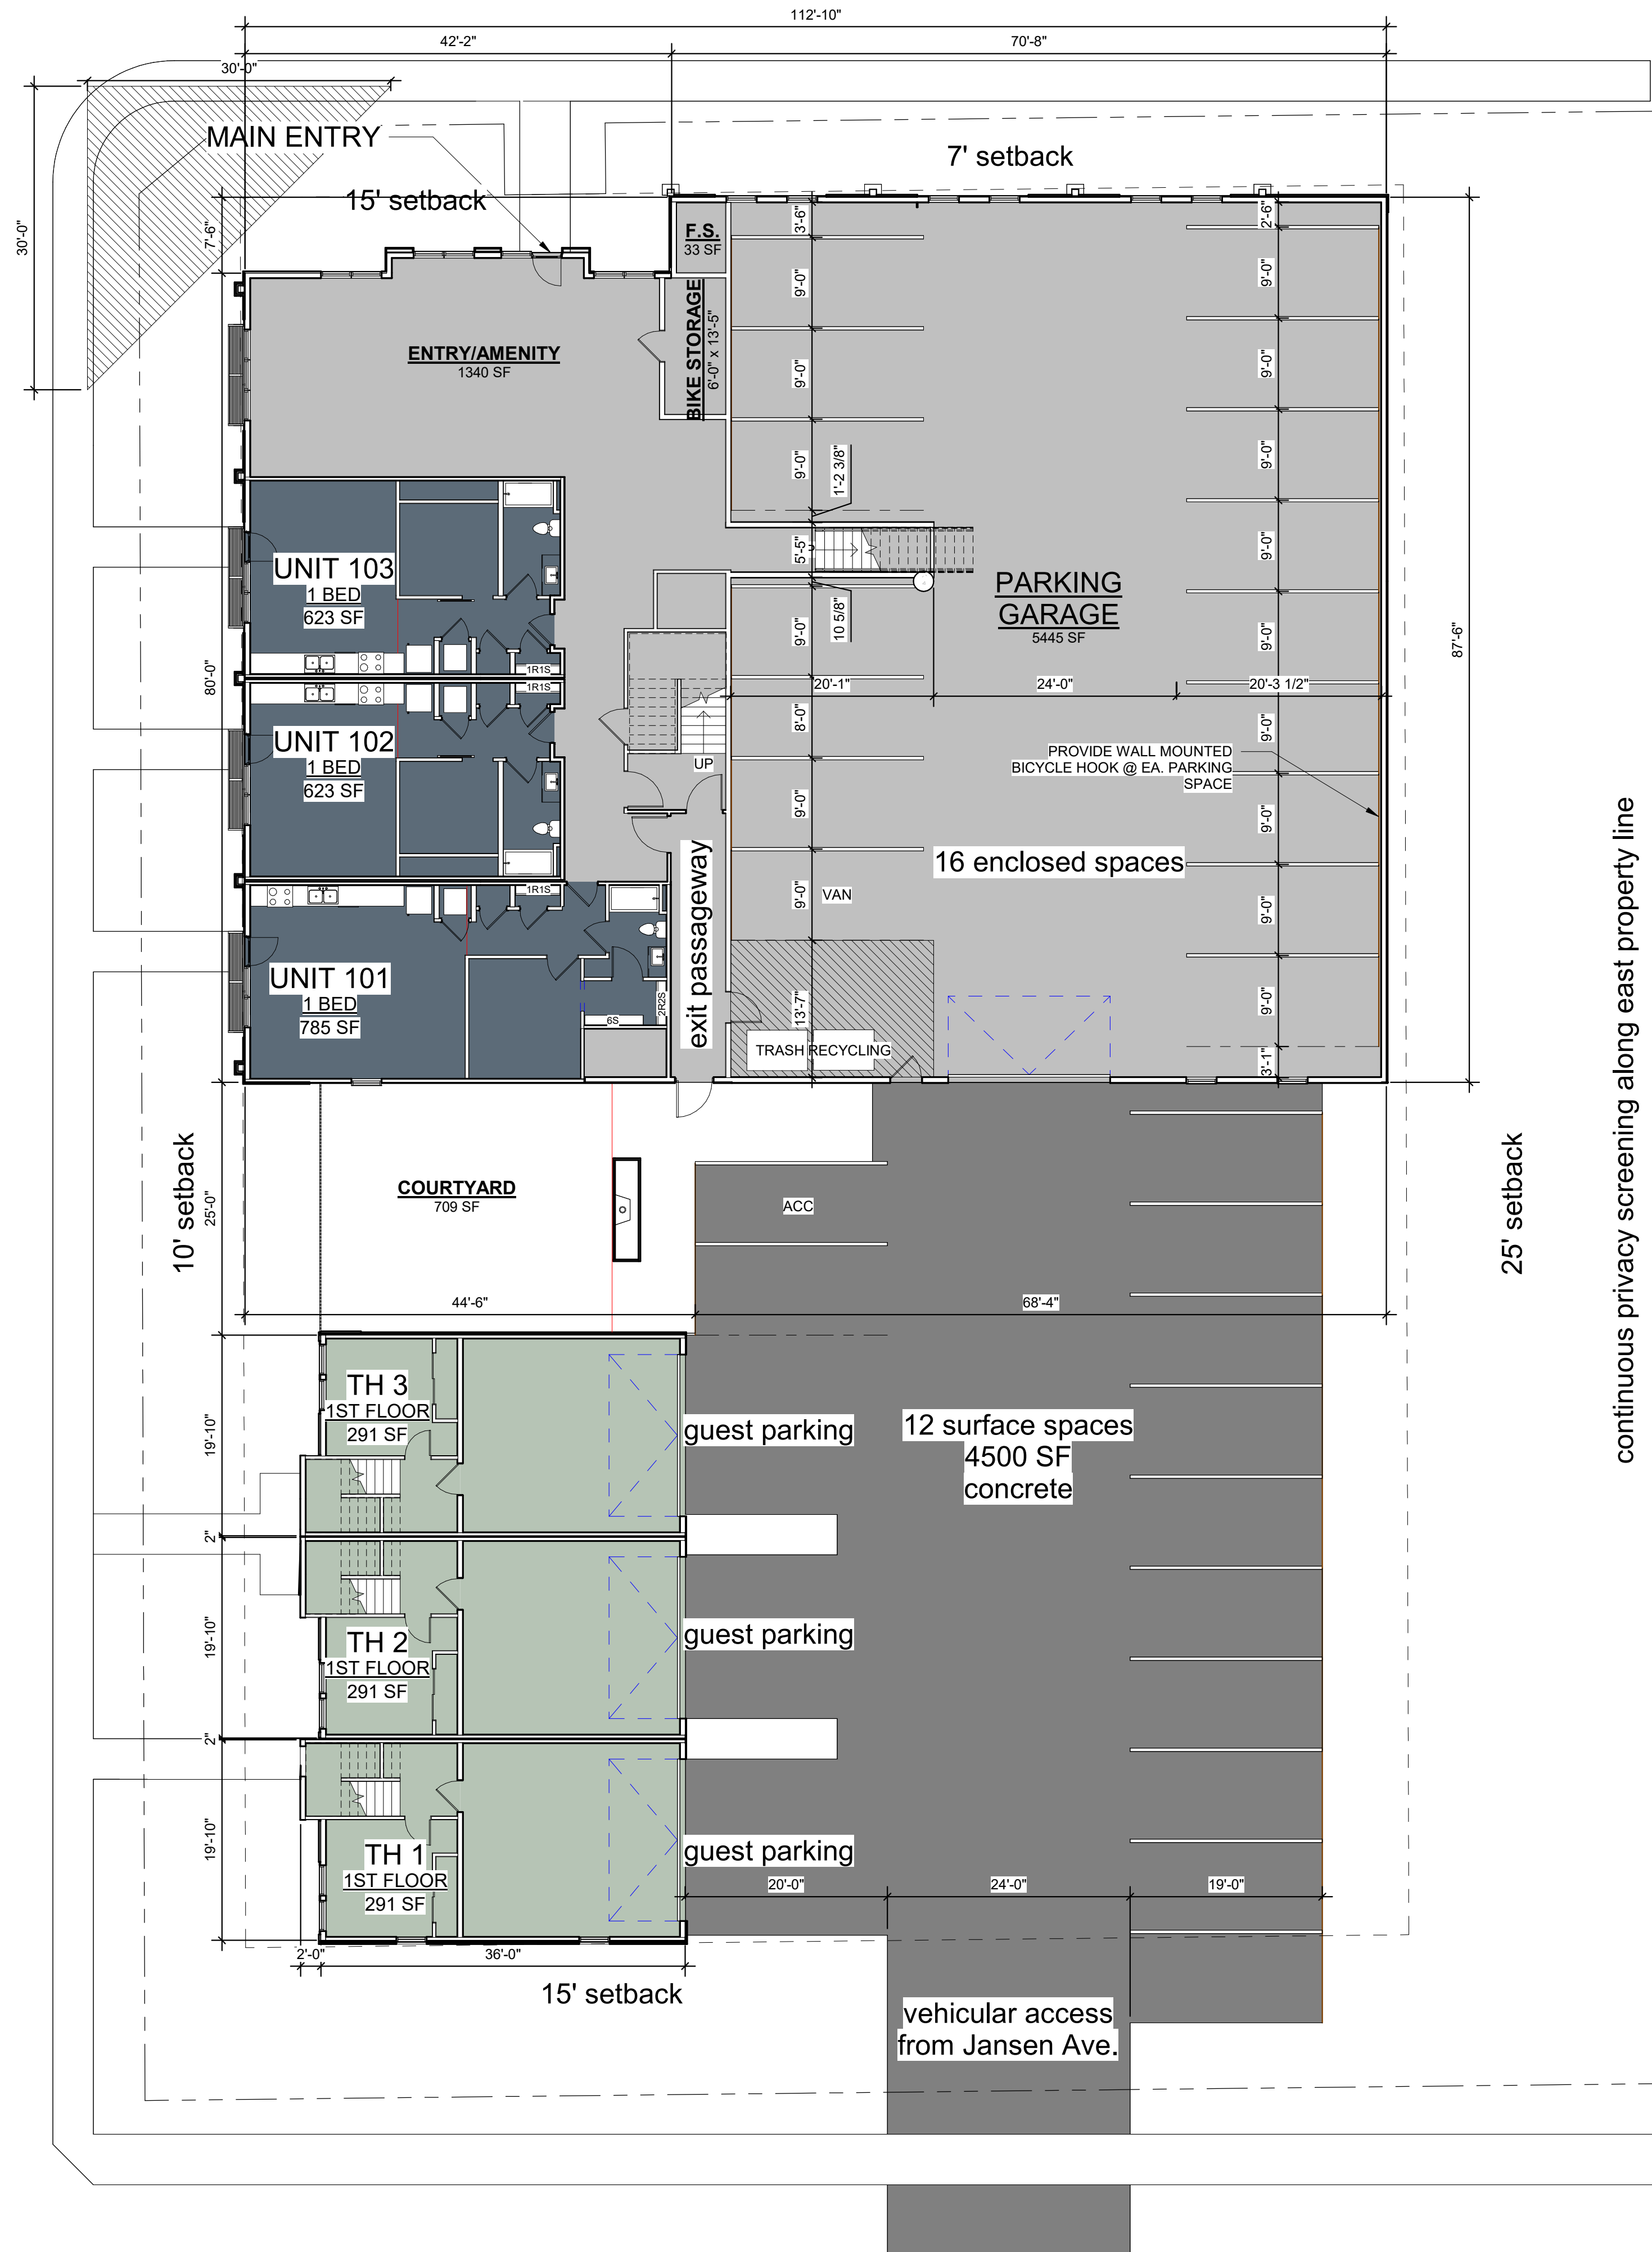 112'-10"
42'-2"
70'-8"
30'-0"
30'-0"
MAIN ENTRY
7' setback
15' setback
7'-6"
F.S.
33 SF
3'-6"
2'-6"
9'-0"
9'-0"
BIKE STORAGE
6'-0" x 13'-5"
ENTRY/AMENITY
1340 SF
9'-0"
9'-0"
9'-0"
1'-2 3/8"
9'-0"
5'-5"
9'-0"
UNIT 103
1 BED
623 SF
1R1S
PARKING
GARAGE
5445 SF
10 5/8"
9'-0"
9'-0"
80'-0"
87'-6"
1R1S
20'-1"
24'-0"
20'-3 1/2"
8'-0"
9'-0"
UNIT 102
1 BED
623 SF
UP
PROVIDE WALL MOUNTED
BICYCLE HOOK @ EA. PARKING
SPACE
9'-0"
9'-0"
16 enclosed spaces
exit passageway
1R1S
9'-0"
VAN
9'-0"
UNIT 101
1 BED
785 SF
2R2S
6S
13'-7"
9'-0"
TRASH
RECYCLING
3'-1"
continuous privacy screening along east property line
10' setback
25'-0"
COURTYARD
709 SF
ACC
25' setback
44'-6"
68'-4"
TH 3
1ST FLOOR
291 SF
19'-10"
guest parking
12 surface spaces
4500 SF
concrete
2"
TH 2
1ST FLOOR
291 SF
19'-10"
guest parking
2"
TH 1
1ST FLOOR
291 SF
19'-10"
guest parking
20'-0"
24'-0"
19'-0"
2'-0"
36'-0"
15' setback
vehicular access
from Jansen Ave.